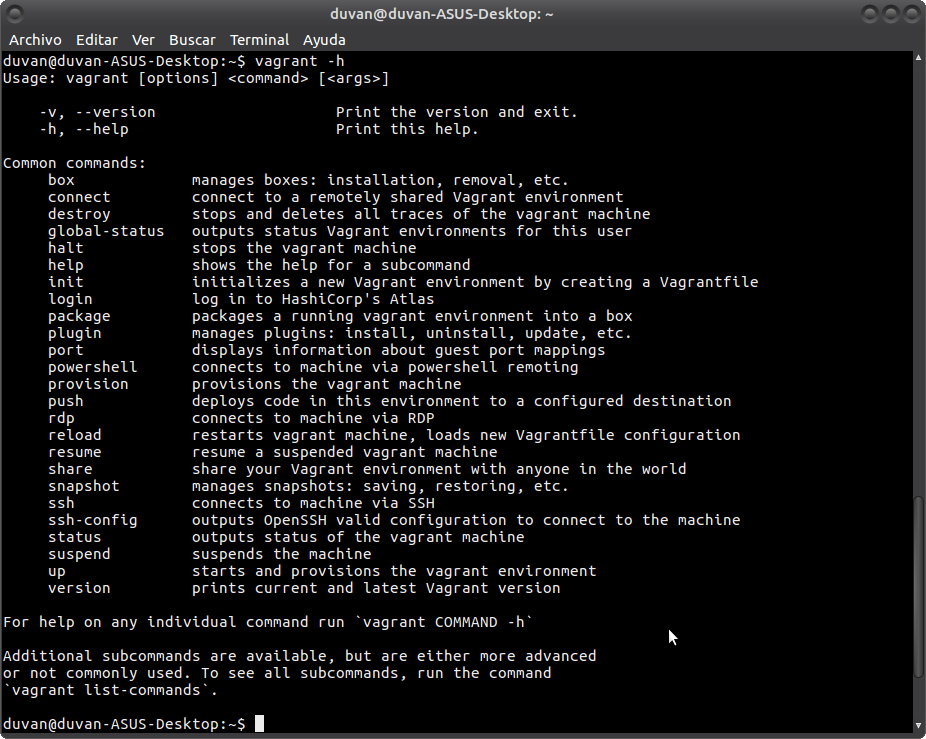 duvan@duvan-ASUS-Desktop: ~
Archivo Editar Ver Buscar Terminal Ayuda
duvan@duvan-ASUS-Desktop:~$ vagrant -h
Usage: vagrant [options] <command> [<args>]

    -v, --version                    Print the version and exit.
    -h, --help                       Print this help.

Common commands:
     box             manages boxes: installation, removal, etc.
     connect         connect to a remotely shared Vagrant environment
     destroy         stops and deletes all traces of the vagrant machine
     global-status   outputs status Vagrant environments for this user
     halt            stops the vagrant machine
     help            shows the help for a subcommand
     init            initializes a new Vagrant environment by creating a Vagrantfile
     login           log in to HashiCorp's Atlas
     package         packages a running vagrant environment into a box
     plugin          manages plugins: install, uninstall, update, etc.
     port            displays information about guest port mappings
     powershell      connects to machine via powershell remoting
     provision       provisions the vagrant machine
     push            deploys code in this environment to a configured destination
     rdp             connects to machine via RDP
     reload          restarts vagrant machine, loads new Vagrantfile configuration
     resume          resume a suspended vagrant machine
     share           share your Vagrant environment with anyone in the world
     snapshot        manages snapshots: saving, restoring, etc.
     ssh             connects to machine via SSH
     ssh-config      outputs OpenSSH valid configuration to connect to the machine
     status          outputs status of the vagrant machine
     suspend         suspends the machine
     up              starts and provisions the vagrant environment
     version         prints current and latest Vagrant version

For help on any individual command run `vagrant COMMAND -h`

Additional subcommands are available, but are either more advanced
or not commonly used. To see all subcommands, run the command
`vagrant list-commands`.

duvan@duvan-ASUS-Desktop:~$